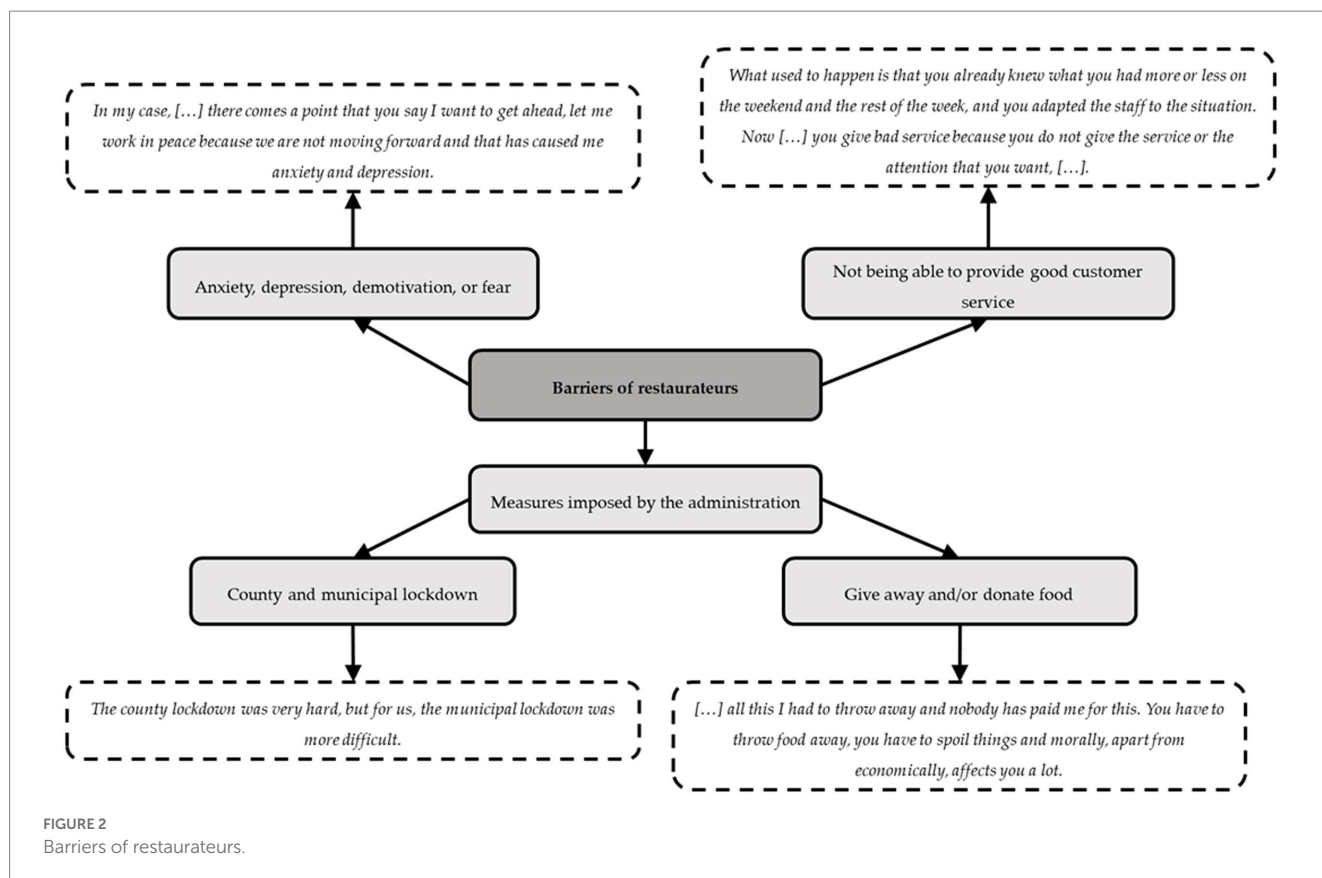 In my case, […] there comes a point that you say I want to get ahead, let me
work in peace because we are not moving forward and that has caused me
anxiety and depression.
What used to happen is that you already knew what you had more or less on
the weekend and the rest of the week, and you adapted the staff to the situation.
Now […] you give bad service because you do not give the service or the
attention that you want, […].
Anxiety, depression, demotivation, or fear
Not being able to provide good customer
service
Barriers of restaurateurs
Measures imposed by the administration
County and municipal lockdown
Give away and/or donate food
The county lockdown was very hard, but for us, the municipal lockdown was
more difficult.
[…] all this I had to throw away and nobody has paid me for this. You have to
throw food away, you have to spoil things and morally, apart from
economically, affects you a lot.
FIGURE 2
Barriers of restaurateurs.